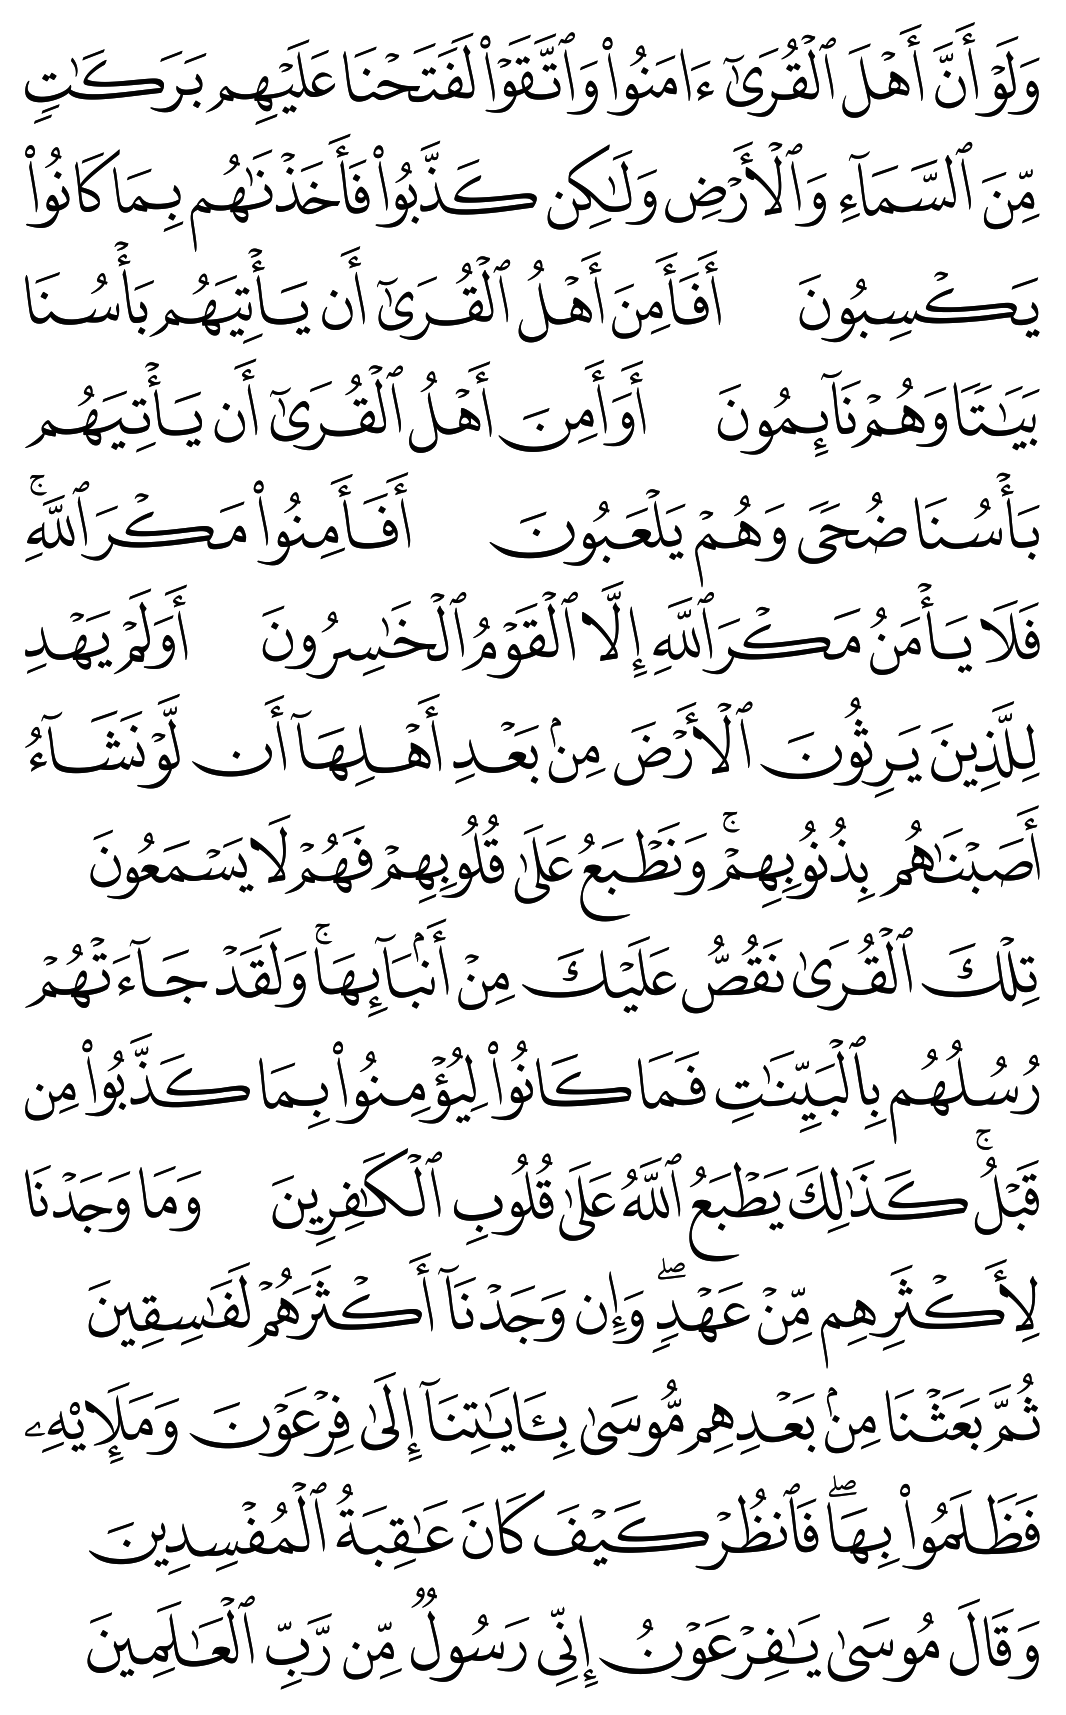 وَلَوۡ أَنَّ أَهۡلَ ٱلۡقُرَىٰٓ ءَامَنُواْ وَٱتَّقَوۡاْ لَفَتَحۡنَا عَلَيۡهِم بَرَكَٰتٖ
مِّنَ ٱلسَّمَآءِ وَٱلۡأَرۡضِ وَلَٰكِن كَذَّبُواْ فَأَخَذۡنَٰهُم بِمَا كَانُواْ
يَكۡسِبُونَ أَفَأَمِنَ أَهۡلُ ٱلۡقُرَىٰٓ أَن يَأۡتِيَهُم بَأۡسُنَا
بَيَٰتٗا وَهُمۡ نَآئِمُونَ أَوَأَمِنَ أَهۡلُ ٱلۡقُرَىٰٓ أَن يَأۡتِيَهُم
بَأۡسُنَا ضُحٗى وَهُمۡ يَلۡعَبُونَ أَفَأَمِنُواْ مَكۡرَ ٱللَّهِۚ
فَلَا يَأۡمَنُ مَكۡرَ ٱللَّهِ إِلَّا ٱلۡقَوۡمُ ٱلۡخَٰسِرُونَ أَوَلَمۡ يَهۡدِ
لِلَّذِينَ يَرِثُونَ ٱلۡأَرۡضَ مِنۢ بَعۡدِ أَهۡلِهَآ أَن لَّوۡ نَشَآءُ
أَصَبۡنَٰهُم بِذُنُوبِهِمۡۚ وَنَطۡبَعُ عَلَىٰ قُلُوبِهِمۡ فَهُمۡ لَا يَسۡمَعُونَ
تِلۡكَ ٱلۡقُرَىٰ نَقُصُّ عَلَيۡكَ مِنۡ أَنۢبَآئِهَاۚ وَلَقَدۡ جَآءَتۡهُمۡ
رُسُلُهُم بِٱلۡبَيِّنَٰتِ فَمَا كَانُواْ لِيُؤۡمِنُواْ بِمَا كَذَّبُواْ مِن
قَبۡلُۚ كَذَٰلِكَ يَطۡبَعُ ٱللَّهُ عَلَىٰ قُلُوبِ ٱلۡكَٰفِرِينَ وَمَا وَجَدۡنَا
لِأَكۡثَرِهِم مِّنۡ عَهۡدٖۖ وَإِن وَجَدۡنَآ أَكۡثَرَهُمۡ لَفَٰسِقِينَ
ثُمَّ بَعَثۡنَا مِنۢ بَعۡدِهِم مُّوسَىٰ بِـَٔايَٰتِنَآ إِلَىٰ فِرۡعَوۡنَ وَمَلَإِيْهِۦ
فَظَلَمُواْ بِهَاۖ فَٱنظُرۡ كَيۡفَ كَانَ عَٰقِبَةُ ٱلۡمُفۡسِدِينَ
وَقَالَ مُوسَىٰ يَٰفِرۡعَوۡنُ إِنِّي رَسُولٞ مِّن رَّبِّ ٱلۡعَٰلَمِينَ